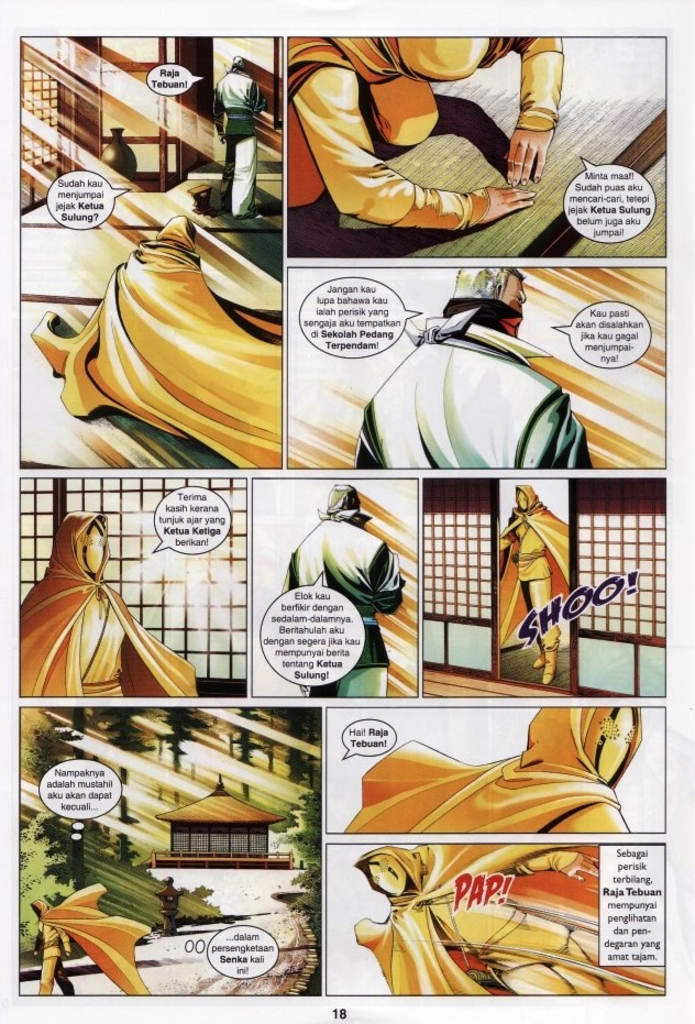 Raja
Tebuan!
Sudah kau
menjumpai
jejak Ketua
Sulung?
Minta maaf!
Sudah puas aku
mencari-cari, tetepi
jejak Ketua Sulung
belum juga aku
jumpai!
Jangan kau
lupa bahawa kau
ialah perisik yang
sengaja aku tempatkan
di Sekolah Pedang
Terpendam!
Kau pasti
akan disalahkan
jika kau gagal
menjumpai-
nya!
Terima
kasih kerana
tunjuk ajar yang
Ketua Ketiga
berikan!
Elok kau
berfikir dengan
sedalam-dalamnya.
Beritahulah aku
dengan segera jika kau
mempunyai berita
tentang Ketua
Sulung!
SHOO!
Nampaknya
adalah mustahil
aku akan dapat
kecuali...
...dalam
persengketaan
Senka kali
ini!
Hai! Raja
Tebuan!
PAP!
Sebagai
perisik
terbilang,
Raja Tebuan
mempunyai
penglihatan
dan pen-
degaran yang
amat tajam.
18